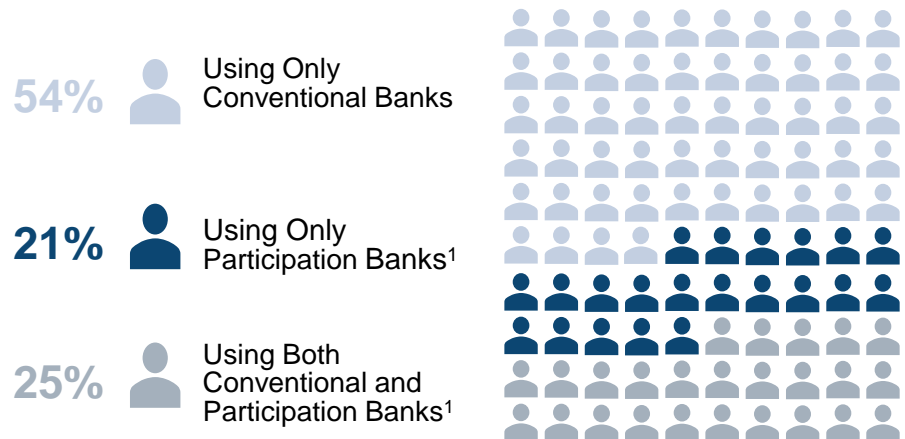 54%
Using Only
Conventional Banks
21%
Using Only
Participation Banks¹
25%
Using Both
Conventional and
Participation Banks¹